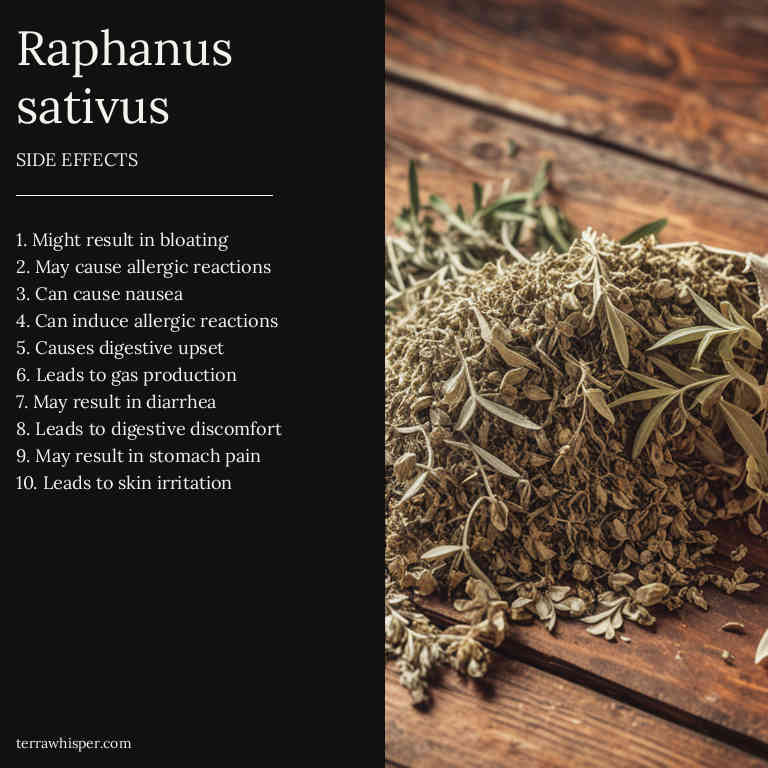 Raphanus
sativus
SIDE EFFECTS
1. Might result in bloating
2. May cause allergic reactions
3. Can cause nausea
4. Can induce allergic reactions
5. Causes digestive upset
6. Leads to gas production
7. May result in diarrhea
8. Leads to digestive discomfort
9. May result in stomach pain
10. Leads to skin irritation
terrawhisper.com